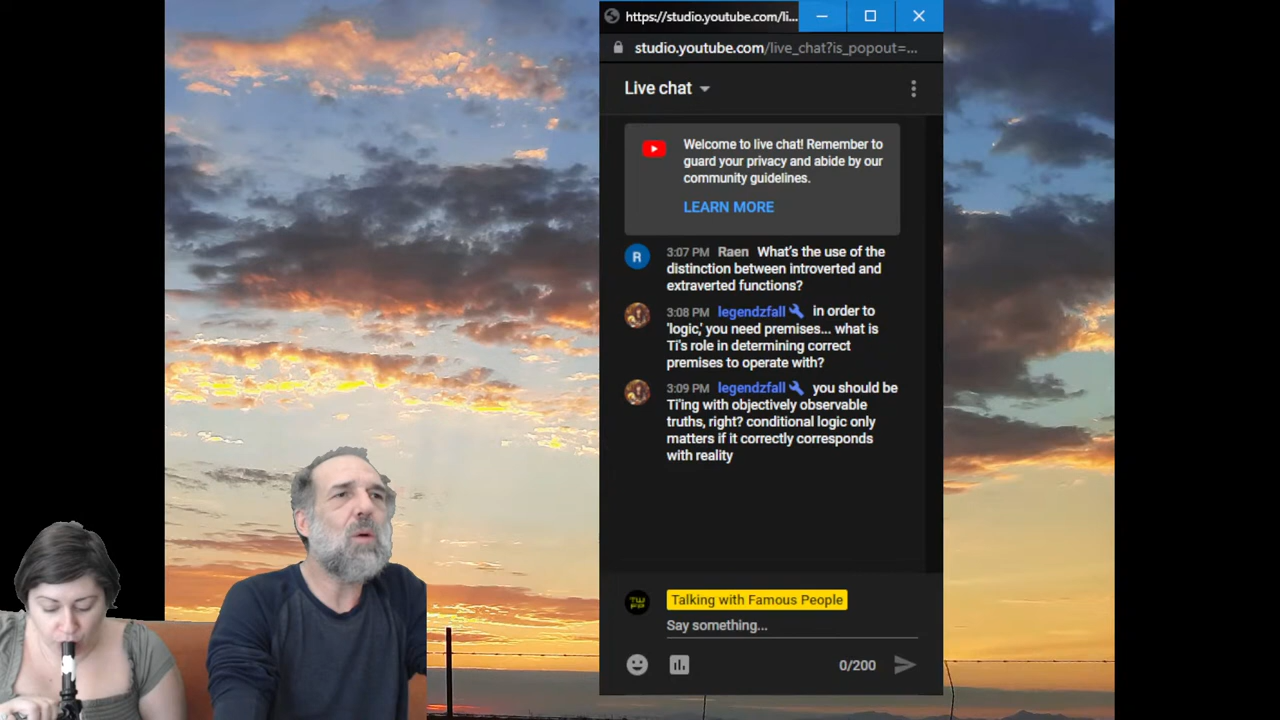 https://studio.youtube.com/li...
studio.youtube.com/live_chat?is_popout=...
Live chat
Welcome to live chat! Remember to
guard your privacy and abide by our
community guidelines.
LEARN MORE
R
3:07 PM Raen What's the use of the
distinction between introverted and
extraverted functions?
3:08 PM legendzfall in order to
'logic,' you need premises... what is
Ti's role in determining correct
premises to operate with?
3:09 PM legendzfall you should be
Ti'ing with objectively observable
truths, right? conditional logic only
matters if it correctly corresponds
with reality
TW
FP
Talking with Famous People
Say something...
0/200